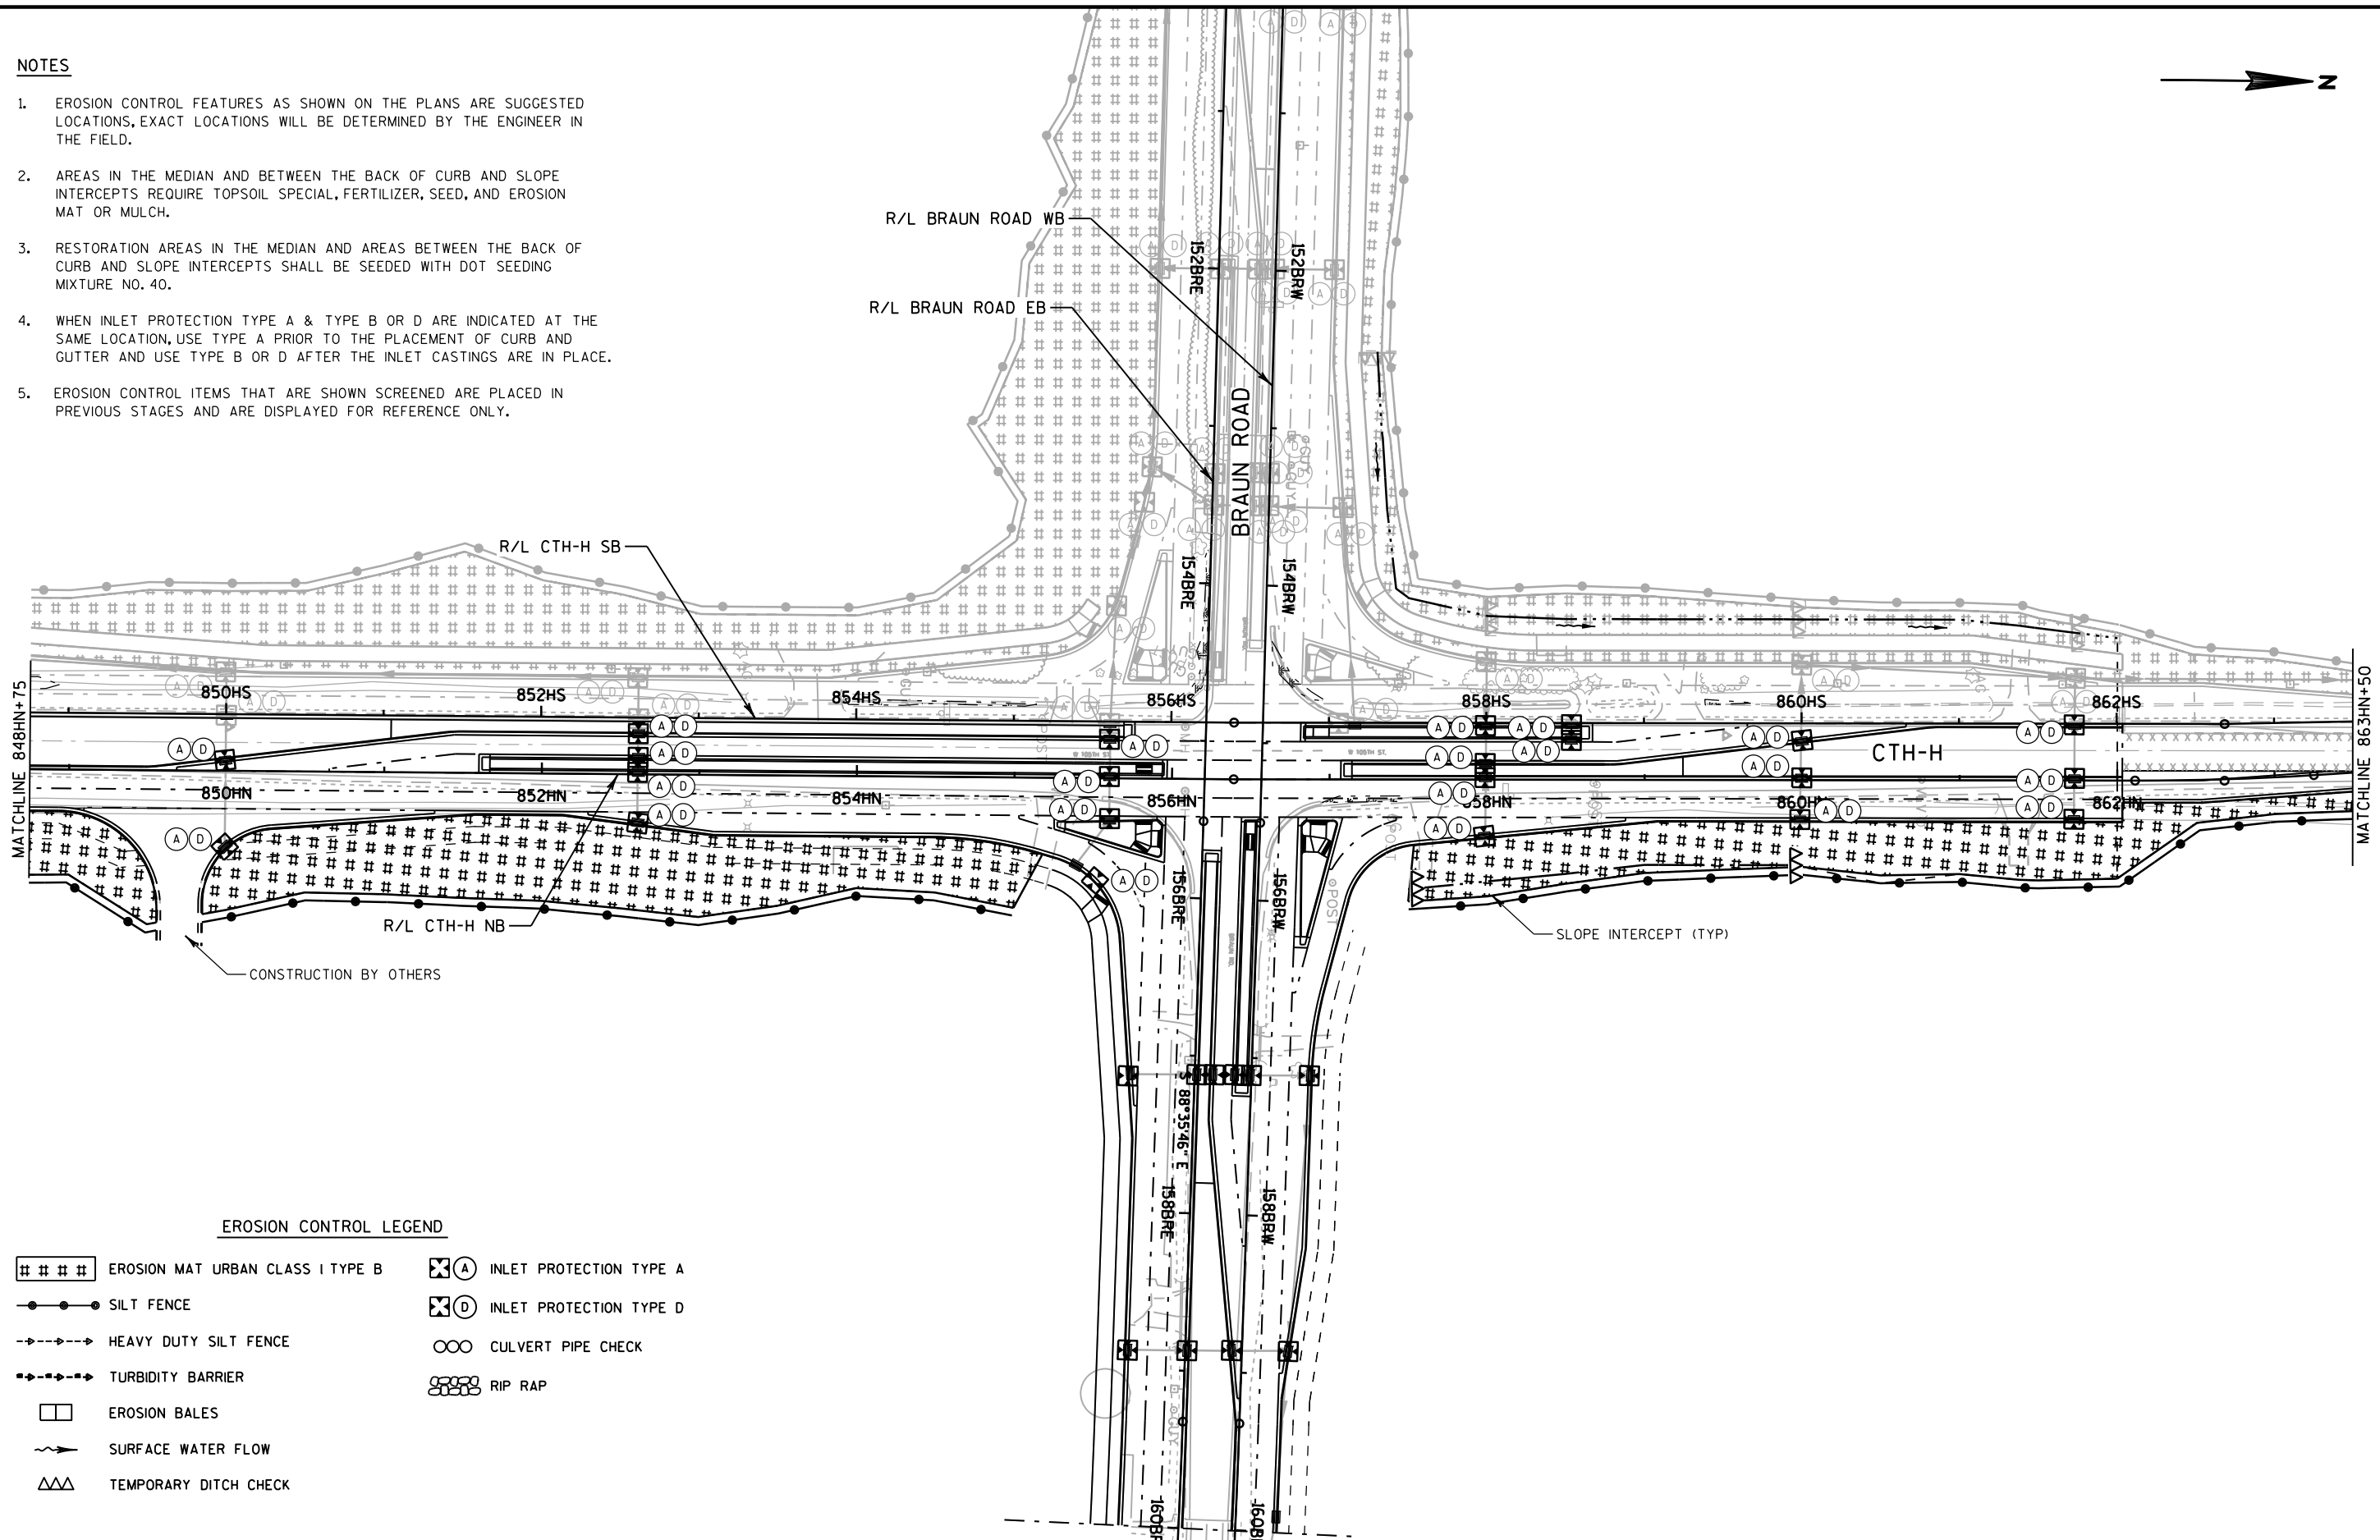 NOTES
1. EROSION CONTROL FEATURES AS SHOWN ON THE PLANS ARE SUGGESTED
LOCATIONS, EXACT LOCATIONS WILL BE DETERMINED BY THE ENGINEER IN
THE FIELD.
2. AREAS IN THE MEDIAN AND BETWEEN THE BACK OF CURB AND SLOPE
INTERCEPTS REQUIRE TOPSOIL SPECIAL, FERTILIZER, SEED, AND EROSION
MAT OR MULCH.
3. RESTORATION AREAS IN THE MEDIAN AND AREAS BETWEEN THE BACK OF
CURB AND SLOPE INTERCEPTS SHALL BE SEEDED WITH DOT SEEDING
MIXTURE NO. 40.
4. WHEN INLET PROTECTION TYPE A & TYPE B OR D ARE INDICATED AT THE
SAME LOCATION, USE TYPE A PRIOR TO THE PLACEMENT OF CURB AND
GUTTER AND USE TYPE B OR D AFTER THE INLET CASTINGS ARE IN PLACE.
5. EROSION CONTROL ITEMS THAT ARE SHOWN SCREENED ARE PLACED IN
PREVIOUS STAGES AND ARE DISPLAYED FOR REFERENCE ONLY.
N
R/L BRAUN ROAD WB
R/L BRAUN ROAD EB
152BRE
152BRW
BRAUN ROAD
154BRE
154BRW
R/L CTH-H SB
MATCHLINE 848HN+75
850HS
852HS
854HS
856HS
858HS
860HS
862HS
MATCHLINE 863HN+50
A D
A D
A D
A D
A D
A D
A D
A D
A D
A D
A D
CTH-H
A D
A D
A D
A D
A D
A D
850HN
852HN
854HN
856HN
858HN
860HN
862HN
A D
A D
A D
A D
A D
A D
A D
156BRE
156BRW
R/L CTH-H NB
CONSTRUCTION BY OTHERS
SLOPE INTERCEPT (TYP)
S 88°35'46" E
158BRE
158BRW
EROSION CONTROL LEGEND
EROSION MAT URBAN CLASS I TYPE B
SILT FENCE
HEAVY DUTY SILT FENCE
TURBIDITY BARRIER
EROSION BALES
SURFACE WATER FLOW
TEMPORARY DITCH CHECK
A INLET PROTECTION TYPE A
D INLET PROTECTION TYPE D
CULVERT PIPE CHECK
RIP RAP